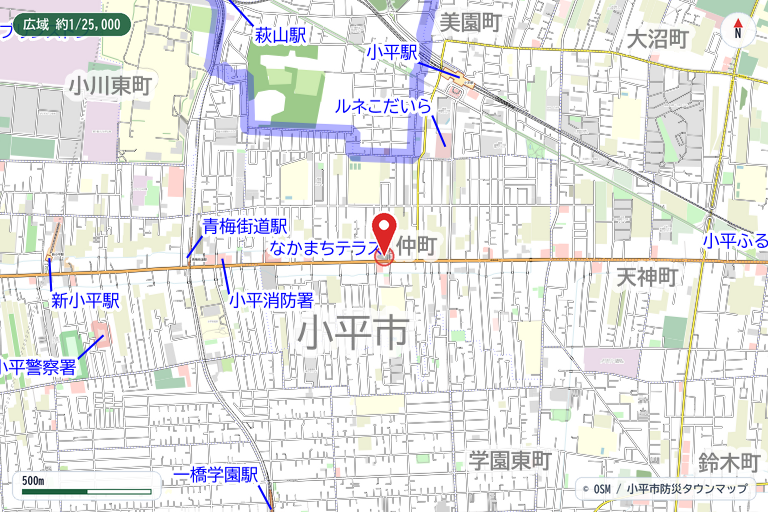 広域 約1/25,000
美園町
萩山駅
大沼町
N
小平駅
小川東町
ルネこだいら
青梅街道駅
なかまちテラス
仲町
小平ふる
天神町
新小平駅
小平消防署
小平市
小平警察署
学園東町
鈴木町
一橋学園駅
500m
© OSM / 小平市防災タウンマップ